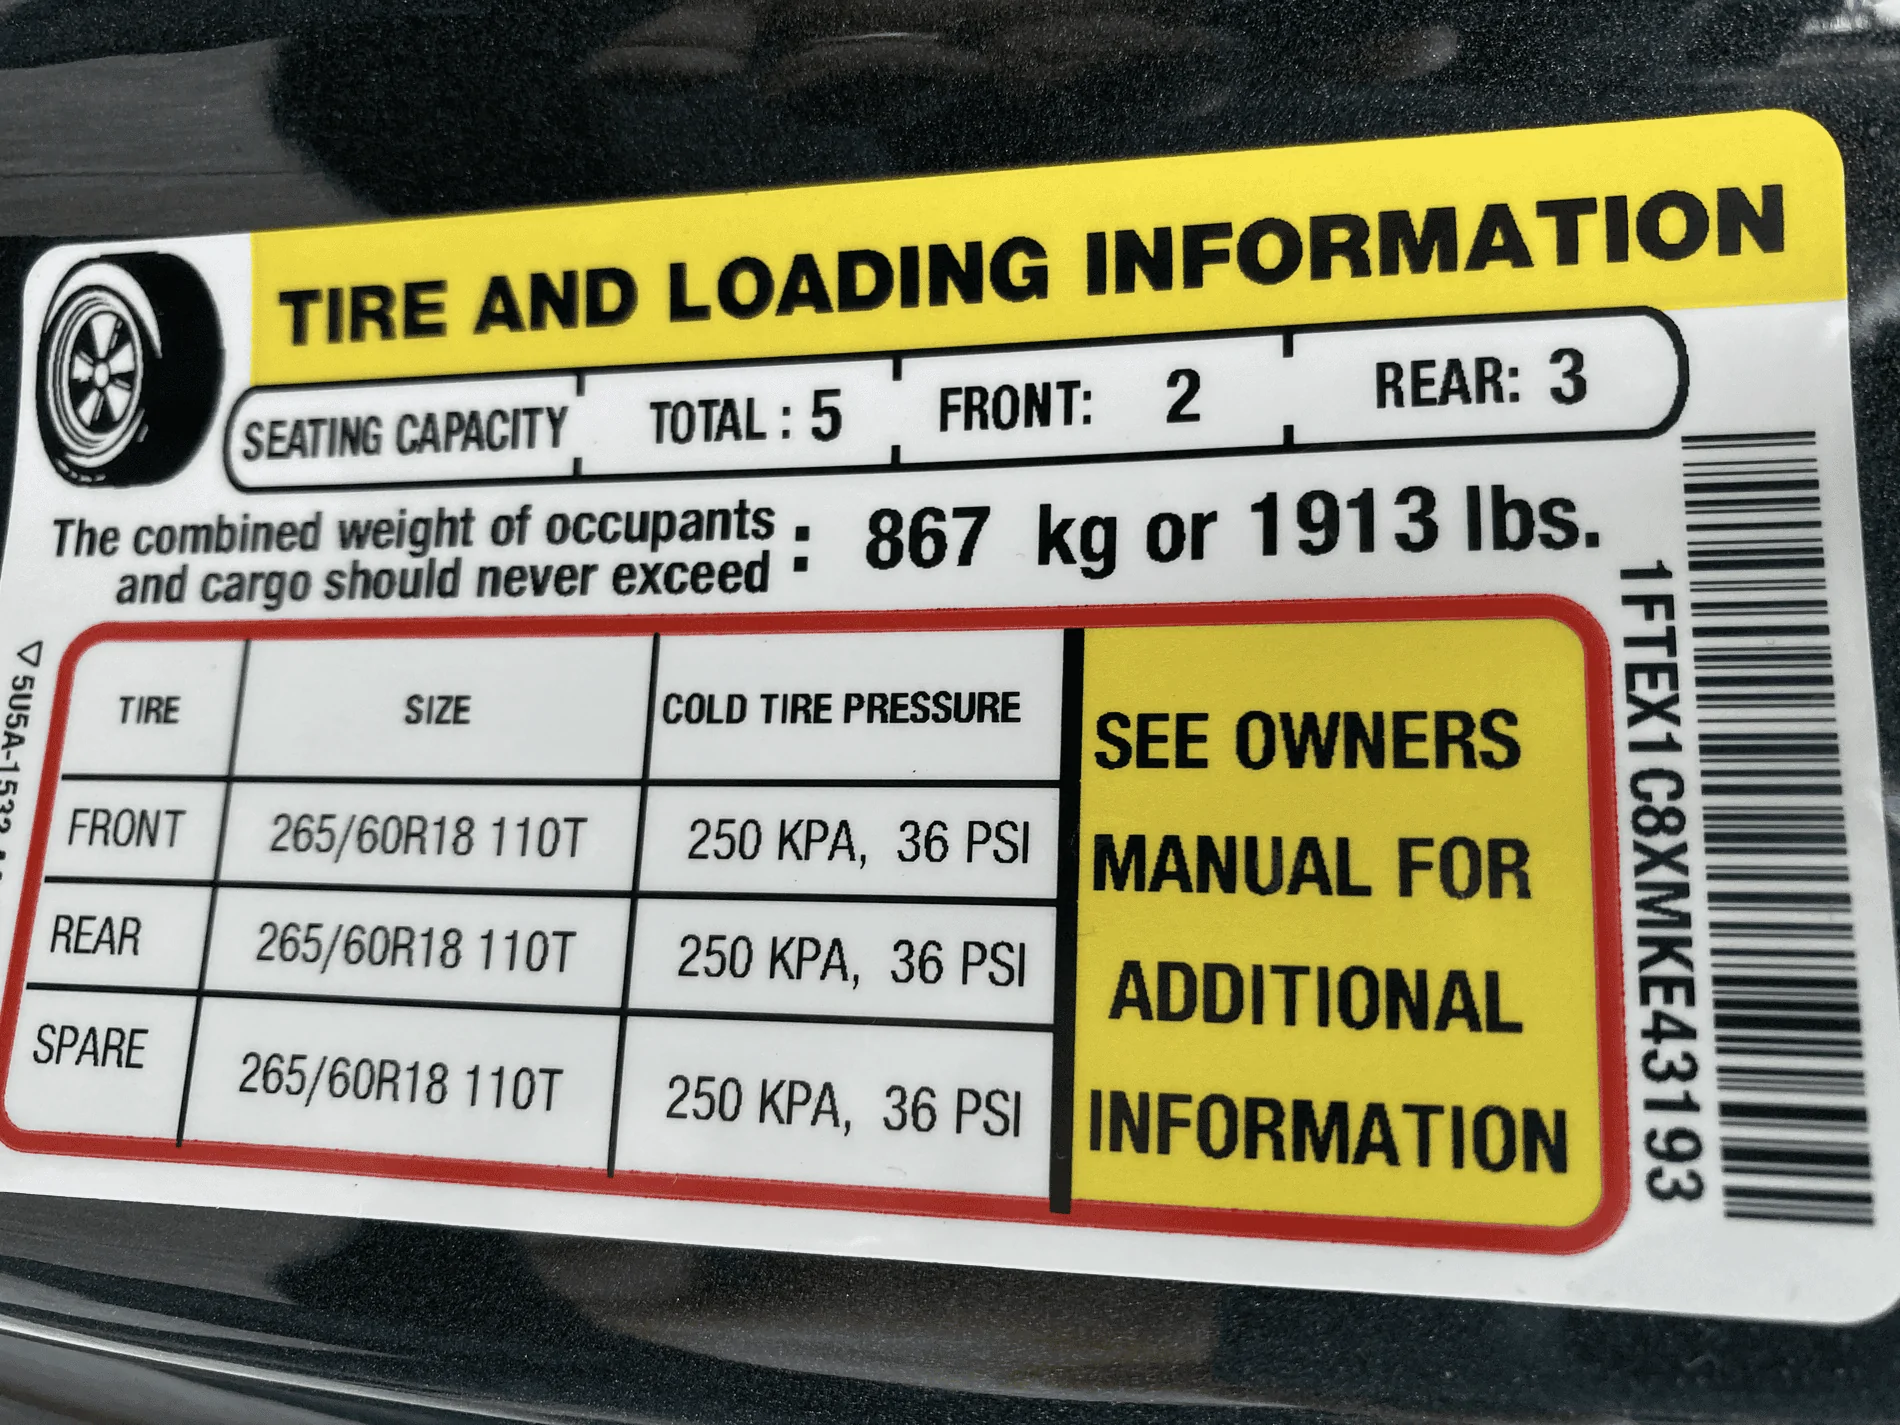 TIRE AND LOADING INFORMATION
SEATING CAPACITY TOTAL : 5 FRONT: 2 REAR: 3
The combined weight of occupants
and cargo should never exceed : 867 kg or 1913 lbs.
TIRE SIZE COLD TIRE PRESSURE
FRONT 265/60R18 110T 250 KPA, 36 PSI
REAR 265/60R18 110T 250 KPA, 36 PSI
SPARE 265/60R18 110T 250 KPA, 36 PSI
SEE OWNERS
MANUAL FOR
ADDITIONAL
INFORMATION
1FTEX1C8XMKE43193